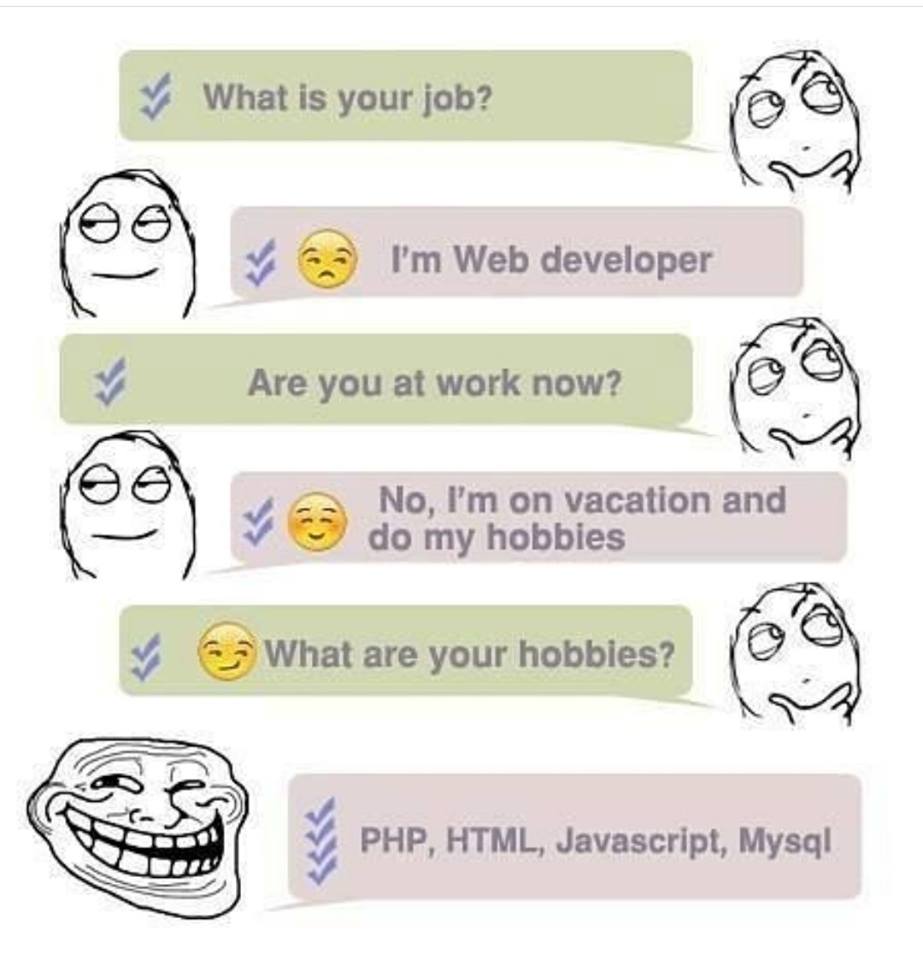 What is your job?
I'm Web developer
Are you at work now?
No, I'm on vacation and
do my hobbies
What are your hobbies?
PHP, HTML, Javascript, Mysql